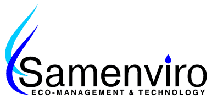 Samenviro
ECO-MANAGEMENT & TECHNOLOGY